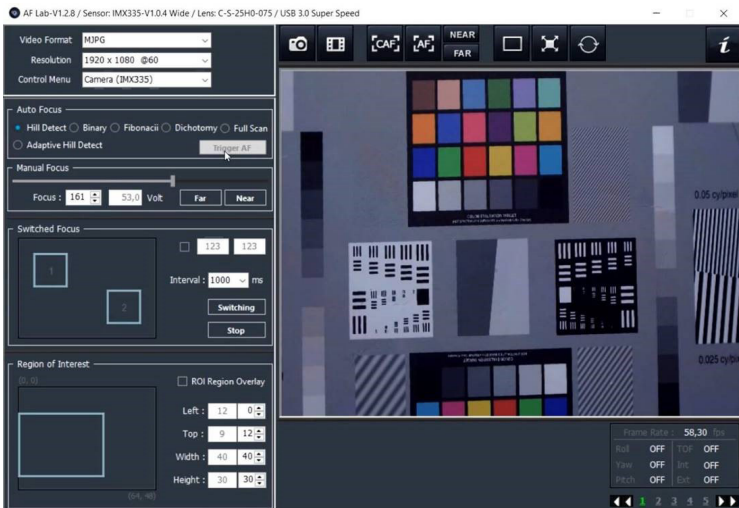 AF Lab-V1.2.8 / Sensor: IMX335-V1.0.4 Wide / Lens: C-S-25H0-075 / USB 3.0 Super Speed
Video Format MJPG
Resolution 1920 x 1080 @60
Control Menu Camera (IMX335)
CAF AF NEAR
FAR
i
Auto Focus
Hill Detect Binary Fibonacii Dichotomy Full Scan
Adaptive Hill Detect Trigger AF
Manual Focus
Focus : 161 53,0 Volt Far Near
Switched Focus
123 123
1
Interval : 1000 ms
2
Switching
Stop
Region of Interest
(0, 0) ROI Region Overlay
Left : 12 0
Top : 9 12
Width : 40 40
Height : 30 30
(64, 48)
0.05 cy/pixel
0.025 cy/pi
Frame Rate : 58,30 fps
Roll OFF TOF OFF
Yaw OFF Int OFF
Pitch OFF Ext OFF
1 2 3 4 5